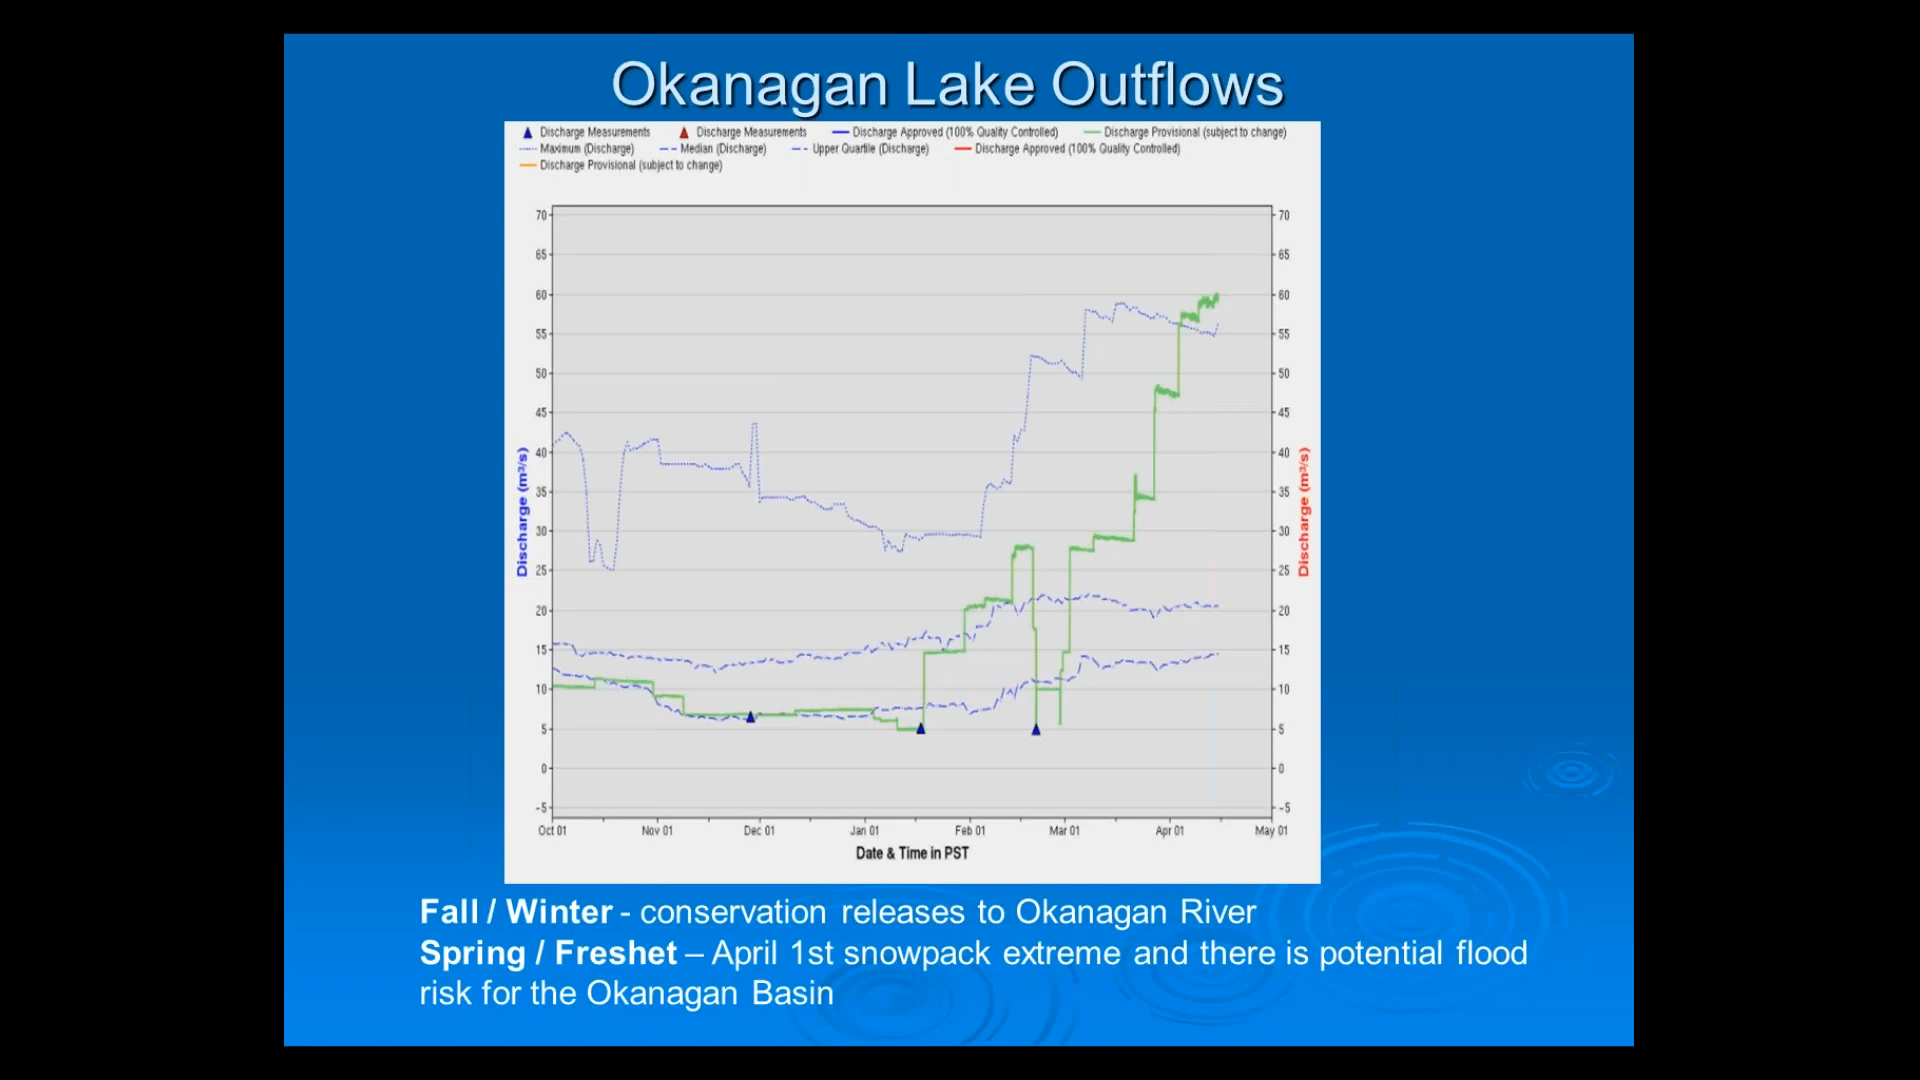 Okanagan Lake Outflows
Discharge Measurements Discharge Measurements Discharge Approved (100% Quality Controlled) Discharge Provisional (subject to change)
Maximum (Discharge) Median (Discharge) Upper Quartile (Discharge) Discharge Approved (100% Quality Controlled)
Discharge Provisional (subject to change)
70 70
65 65
60 60
55 55
50 50
45 45
40 40
35 35
30 30
25 25
20 20
15 15
10 10
5 5
0 0
-5 -5
Discharge (m³/s)
Discharge (m³/s)
Oct 01 Nov 01 Dec 01 Jan 01 Feb 01 Mar 01 Apr 01 May 01
Date & Time in PST
Fall / Winter - conservation releases to Okanagan River
Spring / Freshet – April 1st snowpack extreme and there is potential flood
risk for the Okanagan Basin